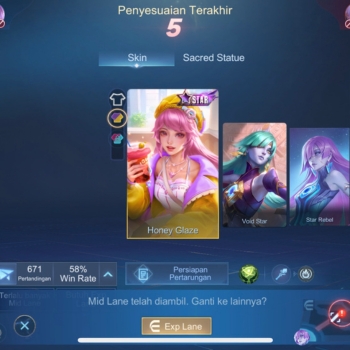 Penyesuaian Terakhir
5
Skin
Sacred Statue
STAR
Honey Glaze
Void Star
Star Rebel
671
Pertandingan
58%
Win Rate
Persiapan
Pertarungan
Mid Lane telah diambil. Ganti ke lainnya?
Exp Lane